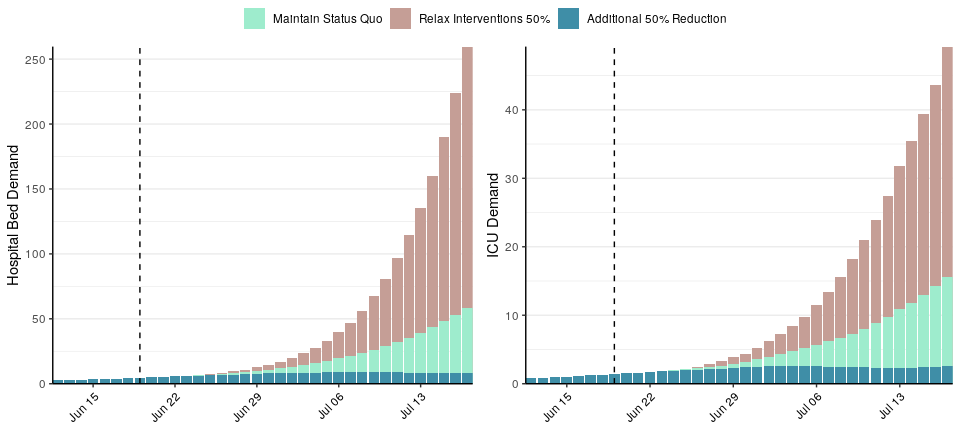 Maintain Status Quo Relax Interventions 50% Additional 50% Reduction
Hospital Bed Demand
250
200
150
100
50
0
Jun 15 Jun 22 Jun 29 Jul 06 Jul 13
ICU Demand
40
30
20
10
0
Jun 15 Jun 22 Jun 29 Jul 06 Jul 13